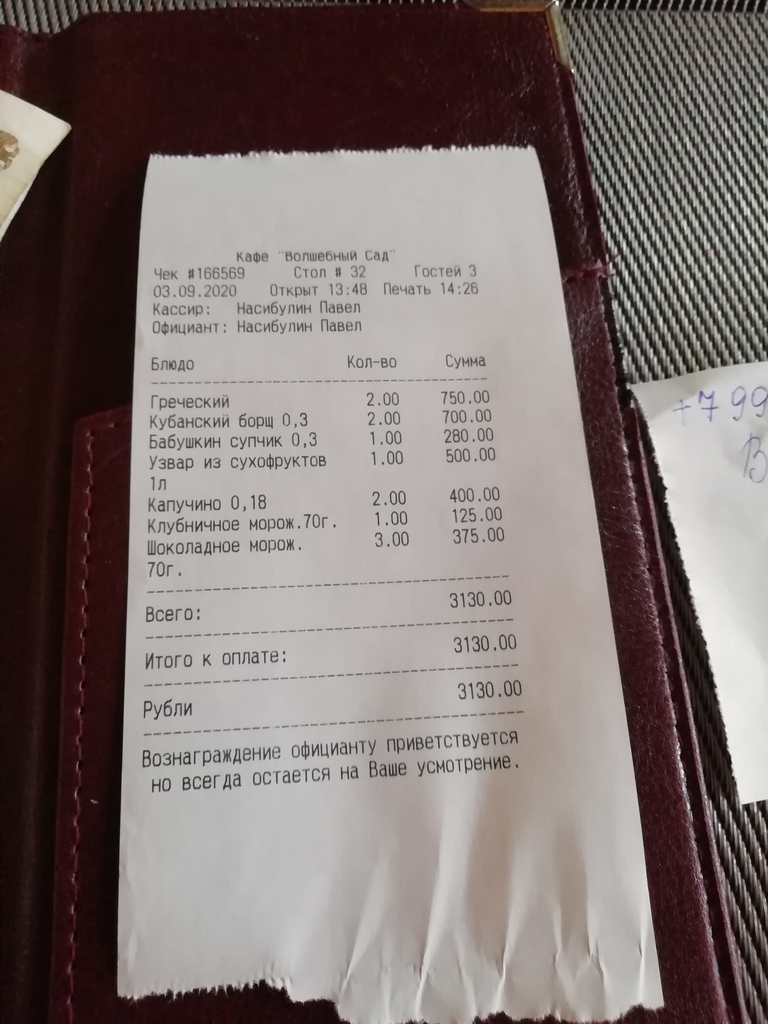 Кафе "Волшебный Сад"
Чек #166569 Стол # 32 Гостей 3
03.09.2020 Открыт 13:48 Печать 14:26
Кассир: Насибулин Павел
Официант: Насибулин Павел
Блюдо Кол-во Сумма
Греческий 2.00 750.00
Кубанский борщ 0,3 2.00 700.00
Бабушкин супчик 0,3 1.00 280.00
Узвар из сухофруктов 1.00 500.00
1л
Капучино 0,18 2.00 400.00
Клубничное морож.70г. 1.00 125.00
Шоколадное морож. 3.00 375.00
70г.
Всего: 3130.00
Итого к оплате: 3130.00
Рубли 3130.00
Вознаграждение официанту приветствуется
но всегда остается на Ваше усмотрение.
+7 99
В